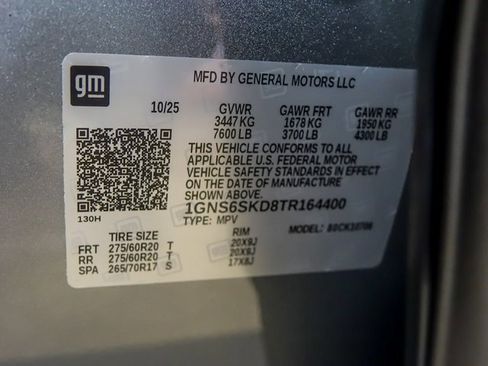 gm
MFD BY GENERAL MOTORS LLC
10/25 GVWR GAWR FRT GAWR RR
3447 KG 1678 KG 1950 KG
7600 LB 3700 LB 4300 LB
THIS VEHICLE CONFORMS TO ALL
APPLICABLE U.S. FEDERAL MOTOR
VEHICLE SAFETY STANDARDS IN EFFECT
ON THE DATE OF MANUFACTURE
SHOWN ABOVE.
1GNS6SKD8TR164400
130H
TYPE: MPV MODEL:
TIRE SIZE RIM
FRT 275/60R20 T 20X9J
RR 275/60R20 T 20X9J
SPA 265/70R17 S 17X8J